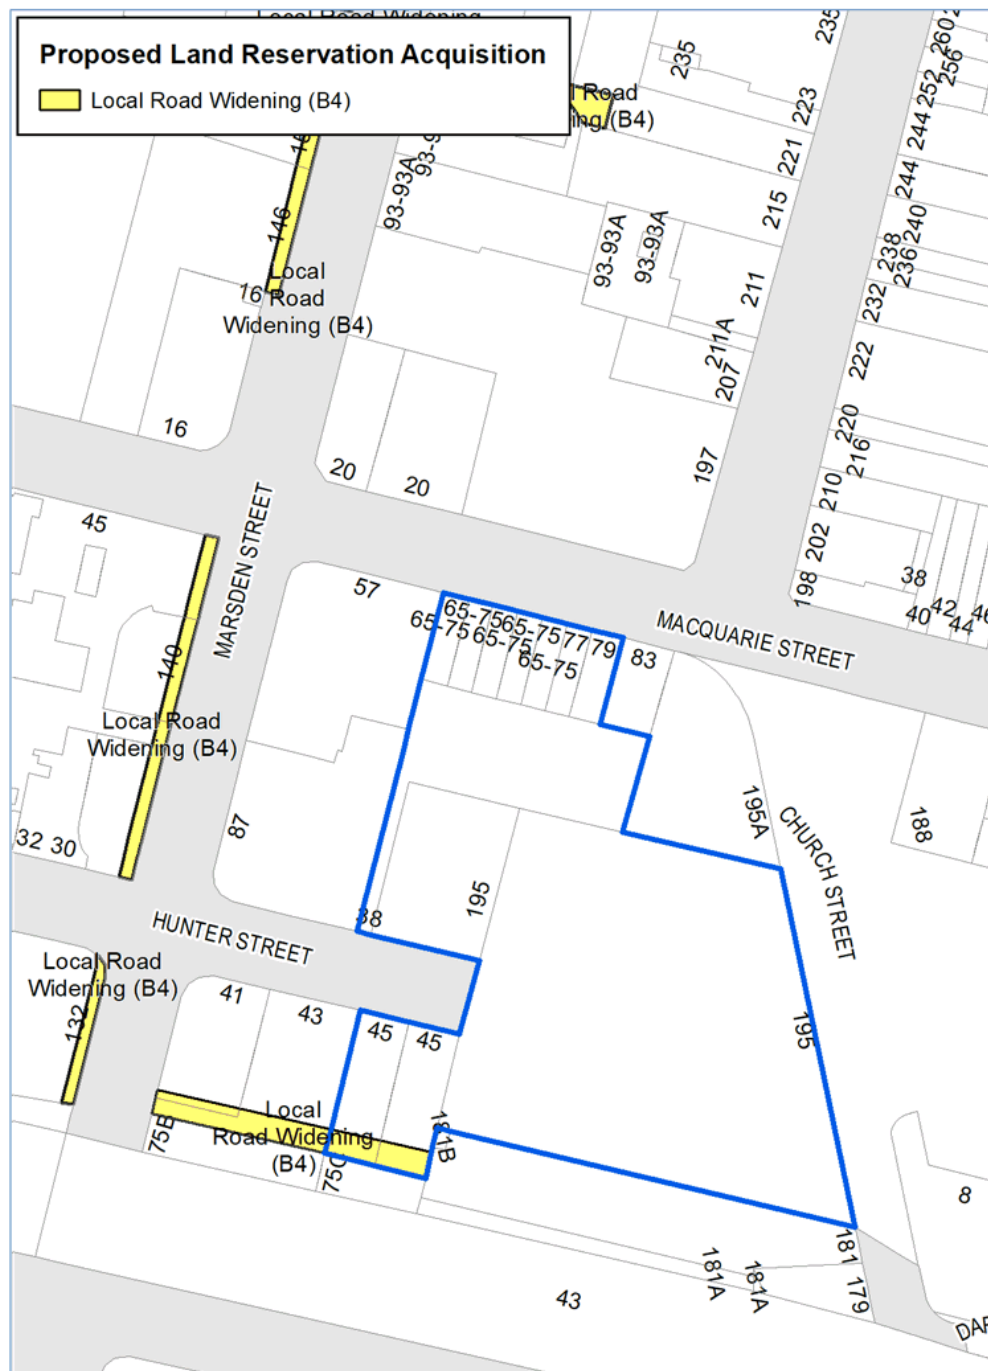 Local Road Widening
Proposed Land Reservation Acquisition
Local Road Widening (B4)
235
235
260
256
252
223
244
221
244
215
240
238
236
232
222
220
216
210
202
198
211
211A
207
197
93-93A
93-93A
93-93A
146
16
Local
Road
Widening (B4)
16
20
20
45
MARSDEN STREET
57
65-75
65-75
65-75
65-75
65-75
77
79
83
MACQUARIE STREET
38
40
42
44
46
140
Local Road
Widening (B4)
32
30
87
195A
CHURCH STREET
188
195
38
HUNTER STREET
Local Road
Widening (B4)
132
41
43
45
45
195
Local
Road Widening
(B4)
75B
75C
181B
8
181
181A
181A
179
43